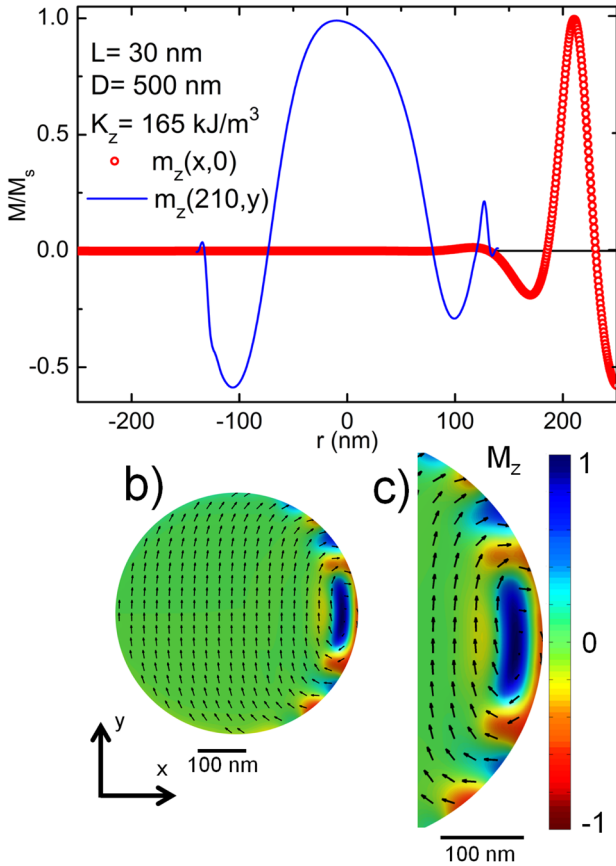 1.0
0.5
0.0
-0.5
M/M_s
L= 30 nm
D= 500 nm
K_z= 165 kJ/m^3
m_z(x,0)
m_z(210,y)
-200 -100 0 100 200
r (nm)
b)
c)
M_z
1
0
-1
y
x
100 nm
100 nm